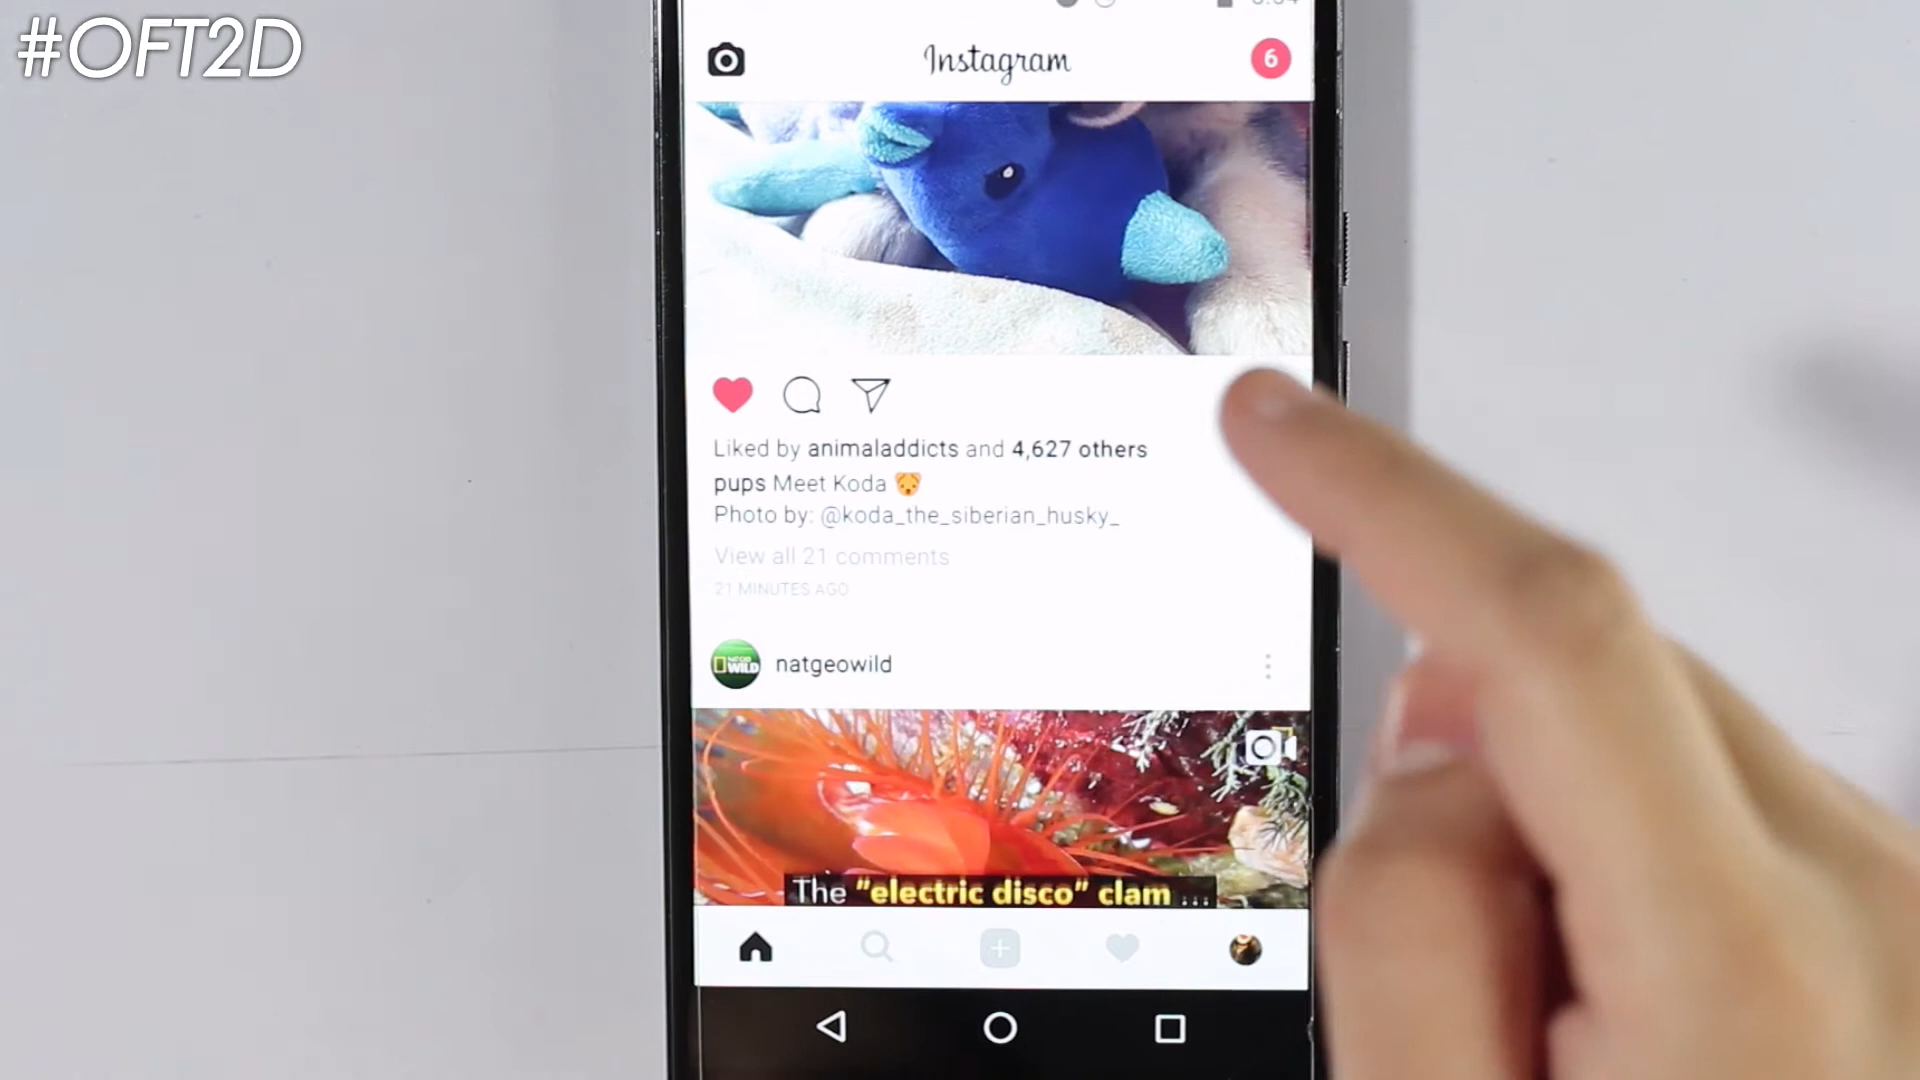 #OFT2D
Instagram
6
Liked by animaladdicts and 4,627 others
pups Meet Koda 🐶
Photo by: @koda_the_siberian_husky_
View all 21 comments
21 MINUTES AGO
WILD
natgeowild
The "electric disco" clam ...